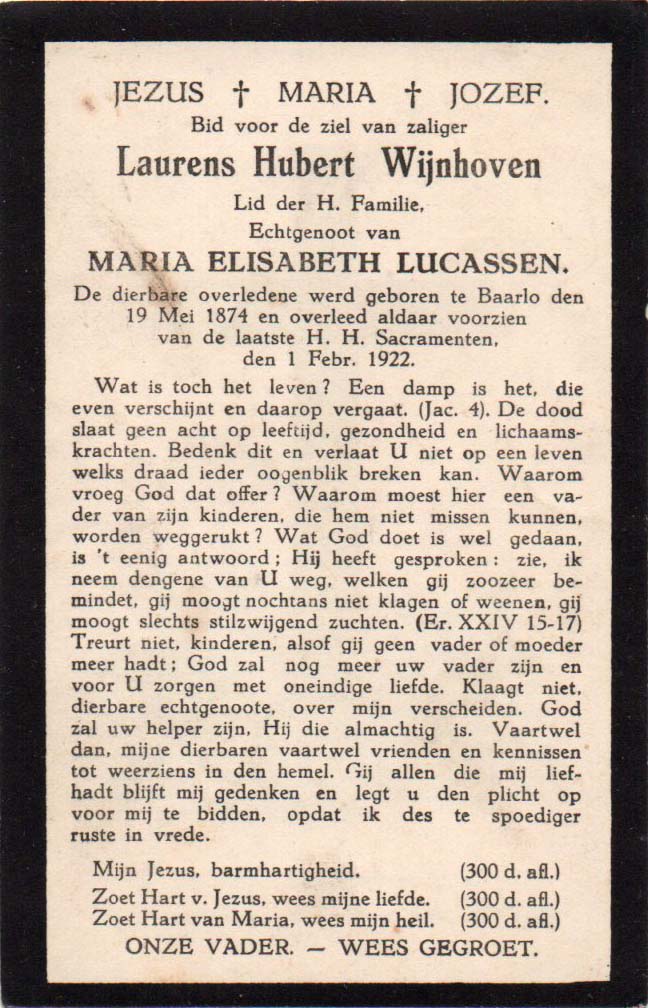 JEZUS † MARIA † JOZEF.
Bid voor de ziel van zaliger
Laurens Hubert Wijnhoven
Lid der H. Familie,
Echtgenoot van
MARIA ELISABETH LUCASSEN.
De dierbare overledene werd geboren te Baarlo den
19 Mei 1874 en overleed aldaar voorzien
van de laatste H. H. Sacramenten,
den 1 Febr. 1922.
Wat is toch het leven? Een damp is het, die
even verschijnt en daarop vergaat. (Jac. 4). De dood
slaat geen acht op leeftijd, gezondheid en lichaams-
krachten. Bedenk dit en verlaat U niet op een leven
welks draad ieder oogenblik breken kan. Waarom
vroeg God dat offer? Waarom moest hier een va-
der van zijn kinderen, die hem niet missen kunnen,
worden weggerukt? Wat God doet is wel gedaan,
is 't eenig antwoord; Hij heeft gesproken: zie, ik
neem dengene van U weg, welken gij zoozeer be-
mindet, gij moogt nochtans niet klagen of weenen, gij
moogt slechts stilzwijgend zuchten. (Er. XXIV 15-17)
Treurt niet, kinderen, alsof gij geen vader of moeder
meer hadt; God zal nog meer uw vader zijn en
voor U zorgen met oneindige liefde. Klaagt niet,
dierbare echtgenoote, over mijn verscheiden. God
zal uw helper zijn, Hij die almachtig is. Vaartwel
dan, mijne dierbaren vaartwel vrienden en kennissen
tot weerziens in den hemel. Gij allen die mij lief-
hadt blijft mij gedenken en legt u den plicht op
voor mij te bidden, opdat ik des te spoediger
ruste in vrede.
Mijn Jezus, barmhartigheid. (300 d. afl.)
Zoet Hart v. Jezus, wees mijne liefde. (300 d. afl.)
Zoet Hart van Maria, wees mijn heil. (300 d. afl.)
ONZE VADER. — WEES GEGROET.